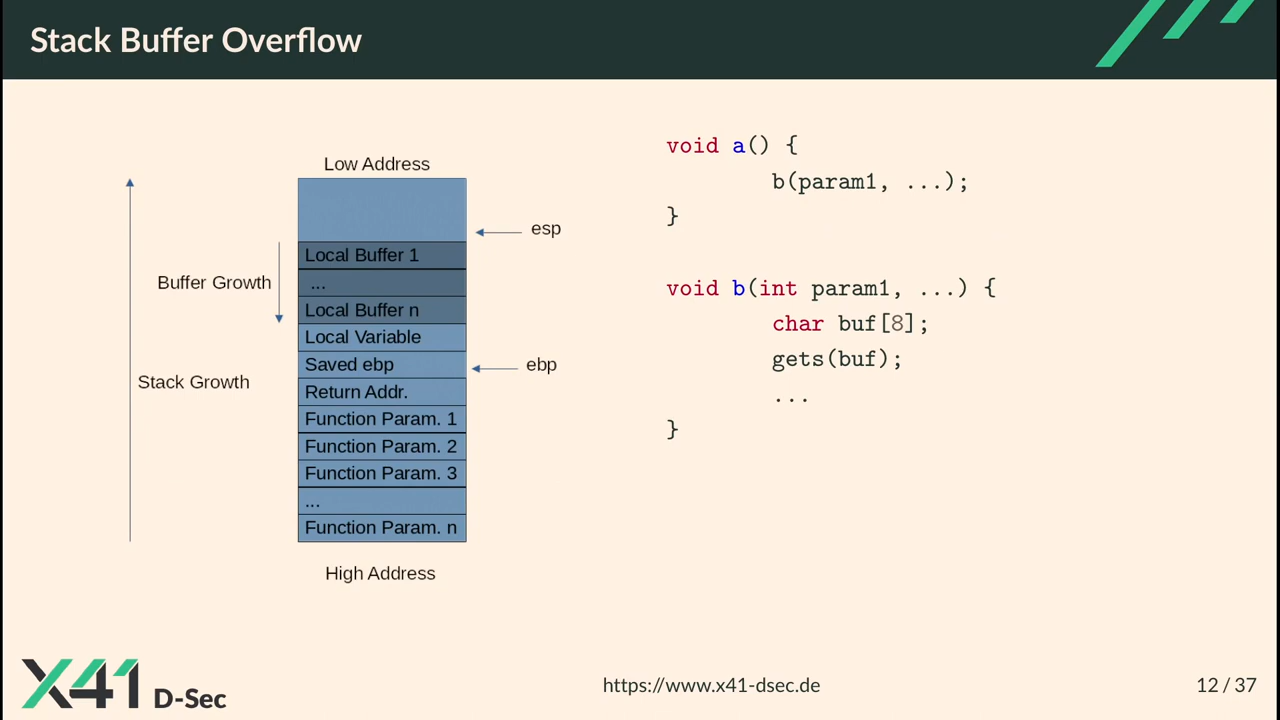 Stack Buffer Overflow
Low Address
esp
Local Buffer 1
Buffer Growth
...
Local Buffer n
Local Variable
Saved ebp
ebp
Stack Growth
Return Addr.
Function Param. 1
Function Param. 2
Function Param. 3
...
Function Param. n
High Address
void a() {
b(param1, ...);
}
void b(int param1, ...) {
char buf[8];
gets(buf);
...
}
X41 D-Sec
https://www.x41-dsec.de
12 / 37